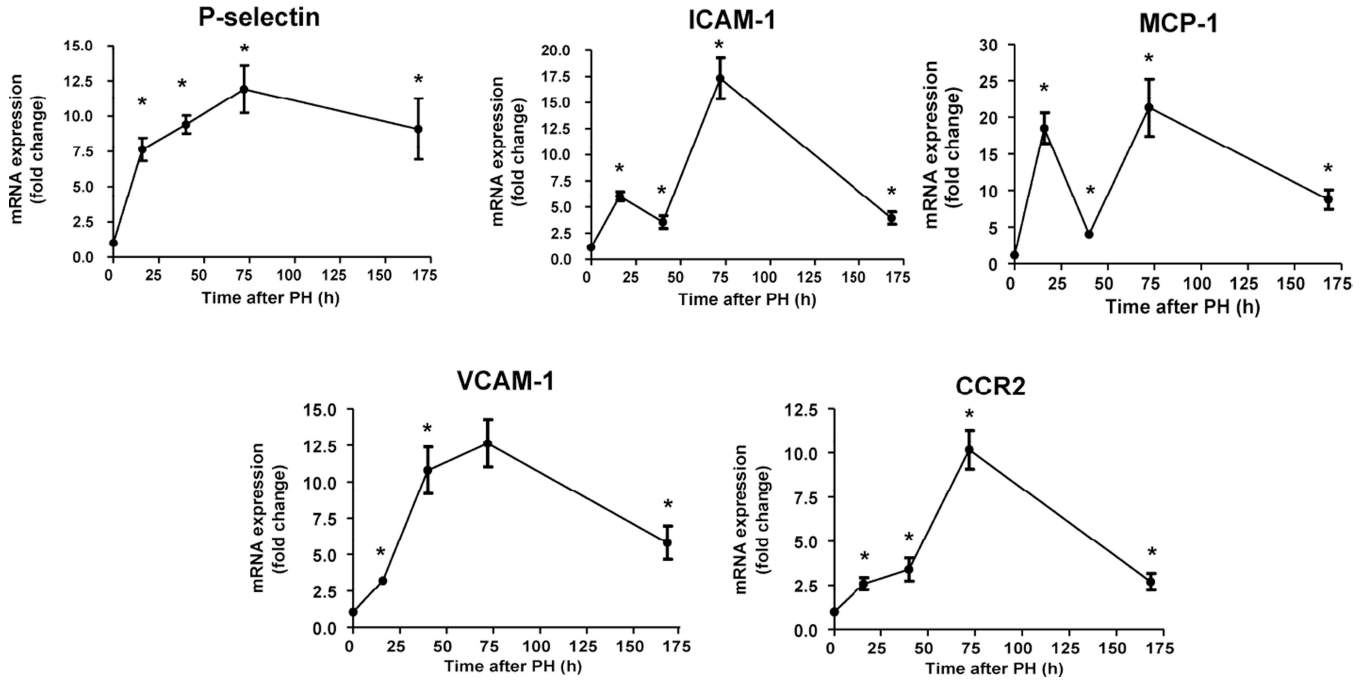 P-selectin
mRNA expression
(fold change)
15.0
12.5
10.0
7.5
5.0
2.5
0.0
*
*
*
*
0 25 50 75 100 125 150 175
Time after PH (h)
ICAM-1
mRNA expression
(fold change)
20.0
17.5
15.0
12.5
10.0
7.5
5.0
2.5
0.0
*
*
*
*
0 25 50 75 100 125 150 175
Time after PH (h)
MCP-1
mRNA expression
(fold change)
30
25
20
15
10
5
0
*
*
*
*
0 25 50 75 100 125 150 175
Time after PH (h)
VCAM-1
mRNA expression
(fold change)
15.0
12.5
10.0
7.5
5.0
2.5
0.0
*
*
*
0 25 50 75 100 125 150 175
Time after PH (h)
CCR2
mRNA expression
(fold change)
12.5
10.0
7.5
5.0
2.5
0.0
*
*
*
*
0 25 50 75 100 125 150 175
Time after PH (h)